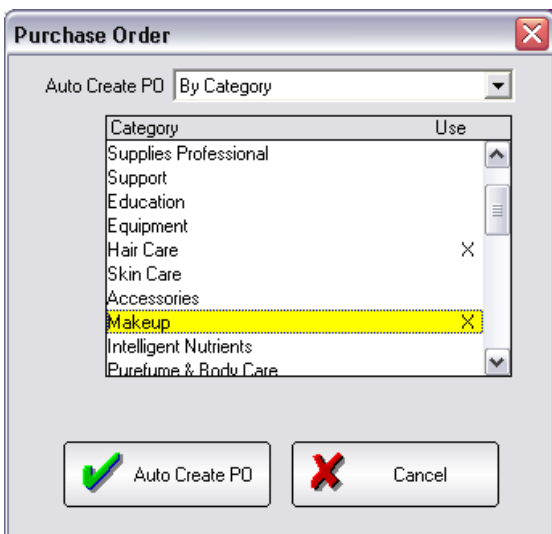 Purchase Order
Auto Create PO By Category
Category Use
Supplies Professional
Support
Education
Equipment
Hair Care X
Skin Care
Accessories
Makeup X
Intelligent Nutrients
Purefume & Body Care
Auto Create PO Cancel